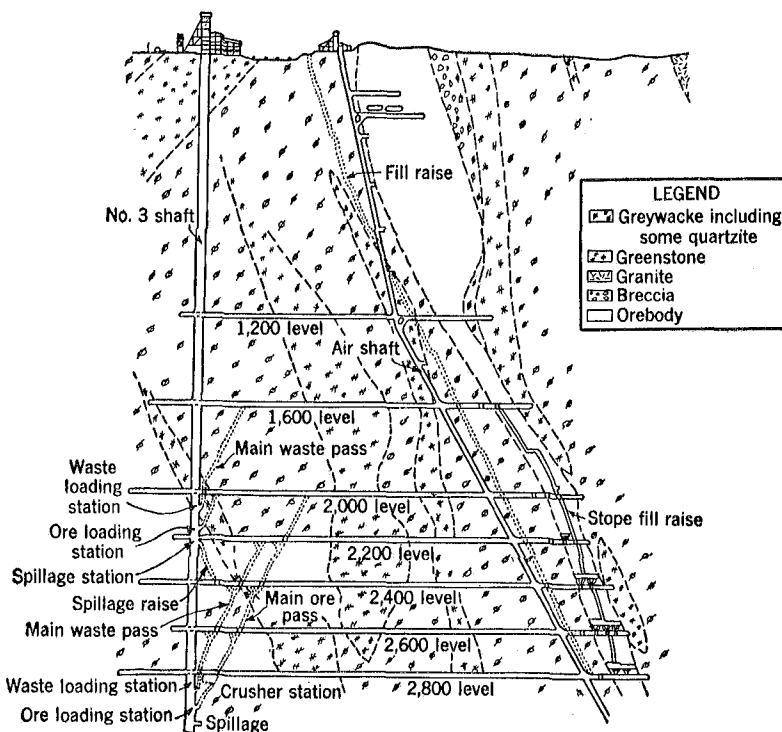 Fill raise
No. 3 shaft
LEGEND
Greywacke including
some quartzite
Greenstone
Granite
Breccia
Orebody
1,200 level
Air shaft
1,600 level
Main waste pass
Waste
loading
station
2,000 level
Stope fill raise
Ore loading
station
2,200 level
Spillage station
Spillage raise
2,400 level
Main waste pass
Main ore
pass
2,600 level
Waste loading station
Crusher station
2,800 level
Ore loading station
Spillage